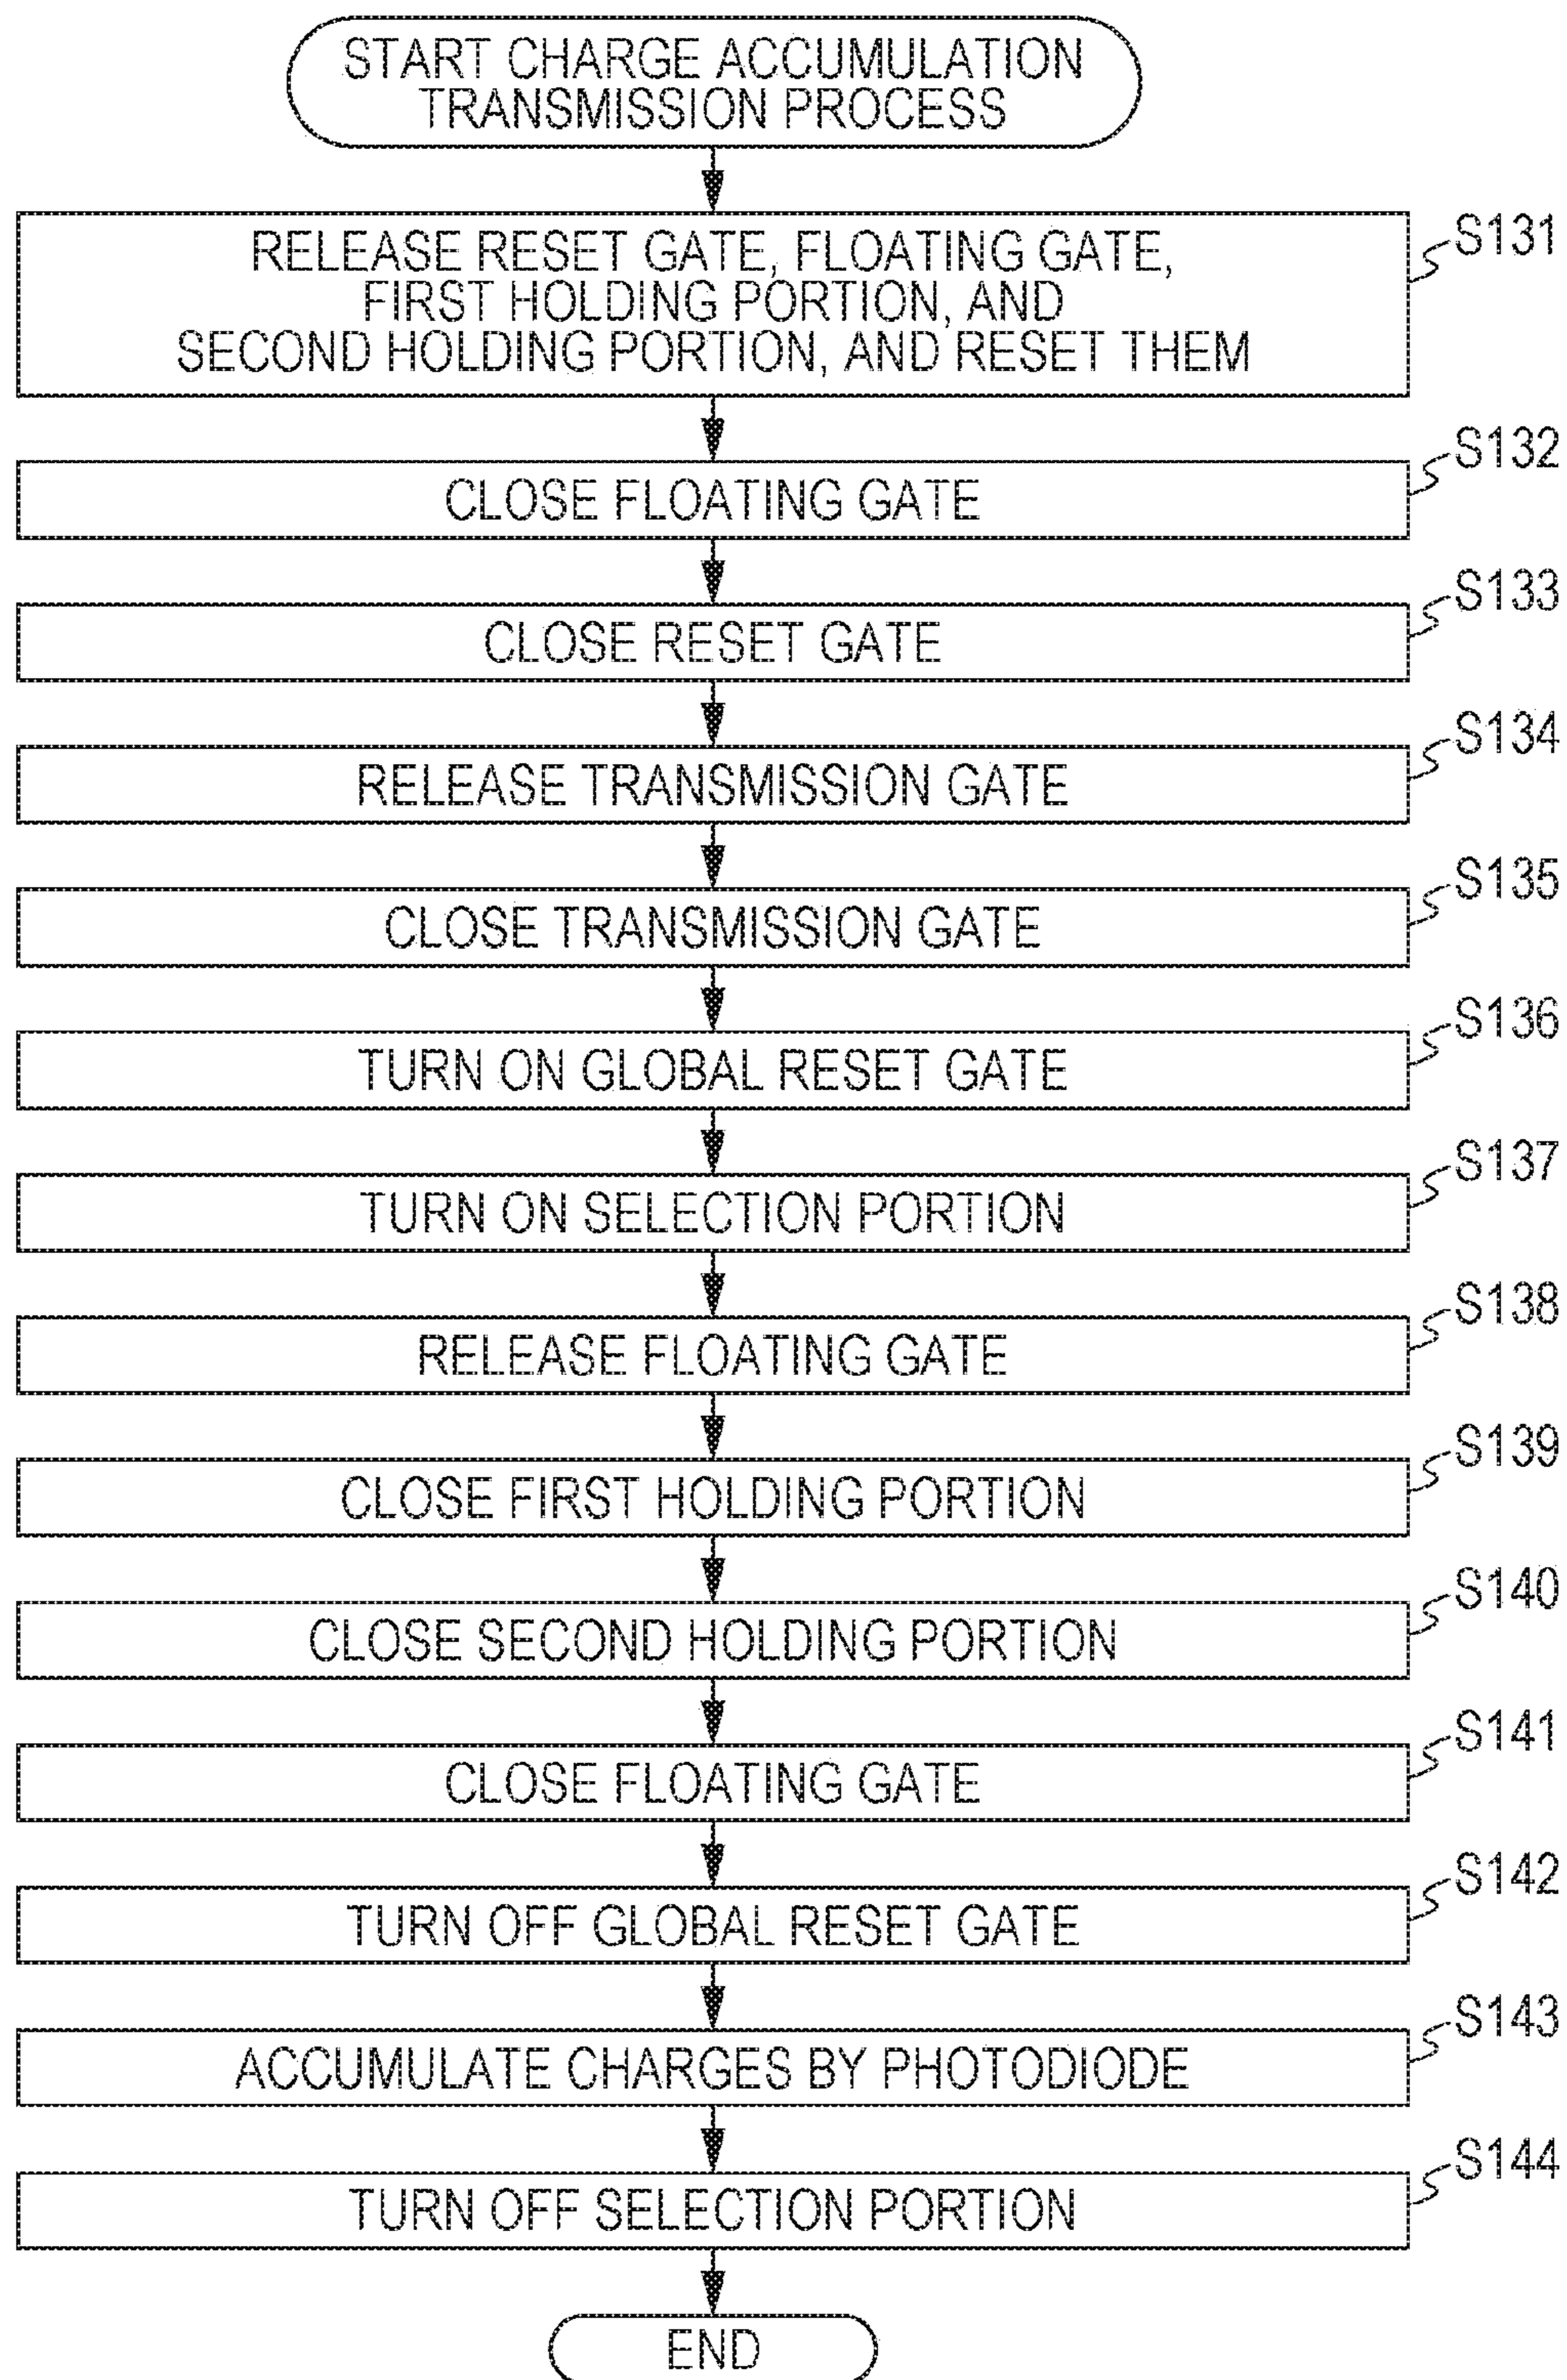 START CHARGE ACCUMULATION
TRANSMISSION PROCESS
RELEASE RESET GATE, FLOATING GATE,
FIRST HOLDING PORTION, AND
SECOND HOLDING PORTION, AND RESET THEM
S131
CLOSE FLOATING GATE
S132
CLOSE RESET GATE
S133
RELEASE TRANSMISSION GATE
S134
CLOSE TRANSMISSION GATE
S135
TURN ON GLOBAL RESET GATE
S136
TURN ON SELECTION PORTION
S137
RELEASE FLOATING GATE
S138
CLOSE FIRST HOLDING PORTION
S139
CLOSE SECOND HOLDING PORTION
S140
CLOSE FLOATING GATE
S141
TURN OFF GLOBAL RESET GATE
S142
ACCUMULATE CHARGES BY PHOTODIODE
S143
TURN OFF SELECTION PORTION
S144
END